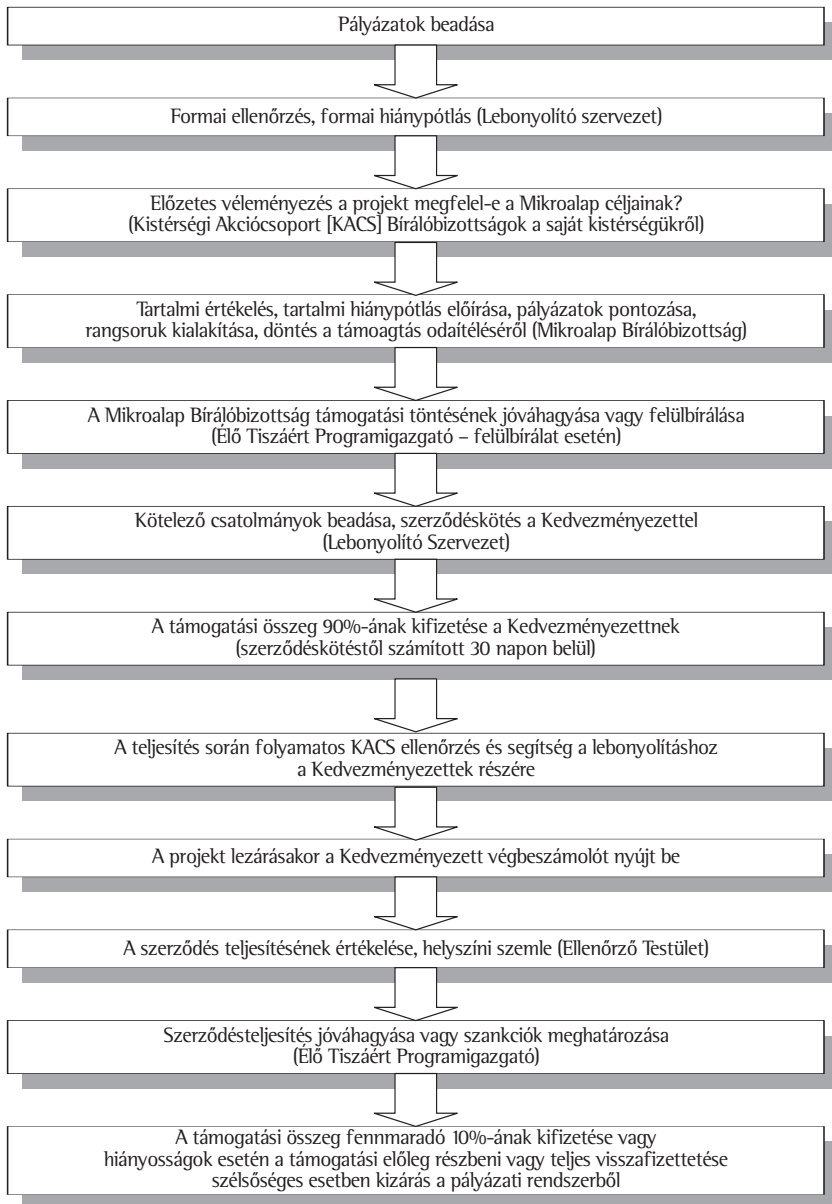 Pályázatok beadása
Formai ellenőrzés, formai hiánypótlás (Lebonyolító szervezet)
Előzetes véleményezés a projekt megfelel-e a Mikroalap céljainak?
(Kistérségi Akciócsoport [KACS] Bírálóbizottságok a saját kistérségükről)
Tartalmi értékelés, tartalmi hiánypótlás előírása, pályázatok pontozása,
rangsoruk kialakítása, döntés a támoagtás odaítéléséről (Mikroalap Bírálóbizottság)
A Mikroalap Bírálóbizottság támogatási töntésének jóváhagyása vagy felülbírálása
(Élő Tiszáért Programigazgató – felülbírálat esetén)
Kötelező csatolmányok beadása, szerződéskötés a Kedvezményezettel
(Lebonyolító Szervezet)
A támogatási összeg 90%-ának kifizetése a Kedvezményezettnek
(szerződéskötéstől számított 30 napon belül)
A teljesítés során folyamatos KACS ellenőrzés és segítség a lebonyolításhoz
a Kedvezményezettek részére
A projekt lezárásakor a Kedvezményezett végbeszámolót nyújt be
A szerződés teljesítésének értékelése, helyszíni szemle (Ellenőrző Testület)
Szerződésteljesítés jóváhagyása vagy szankciók meghatározása
(Élő Tiszáért Programigazgató)
A támogatási összeg fennmaradó 10%-ának kifizetése vagy
hiányosságok esetén a támogatási előleg részbeni vagy teljes visszafizettetése
szélsőséges esetben kizárás a pályázati rendszerből